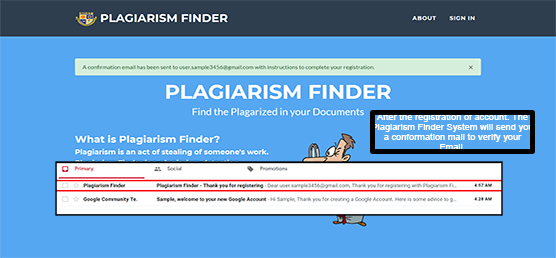 PLAGIARISM FINDER
ABOUT
SIGN IN
A confirmation email has been sent to user.sample3456@gmail.com with instructions to complete your registration.
×
PLAGIARISM FINDER
Find the Plagarized in your Documents
After the registration of account. The
Plagiarism Finder System will send you
a conformation mail to verify your
Email
What is Plagiarism Finder?
Plagiarism is an act of stealing of someone's work.
Primary
Social
Promotions
Plagiarism Finder Plagiarism Finder - Thank you for registering - Dear user.sample3456@gmail.com, Thank you for registering with Plagiarism Fi... 4:57 AM
Google Community Te. Sample, welcome to your new Google Account - Hi Sample, Thank you for creating a Google Account. Here is some advice to g... 4:28 AM